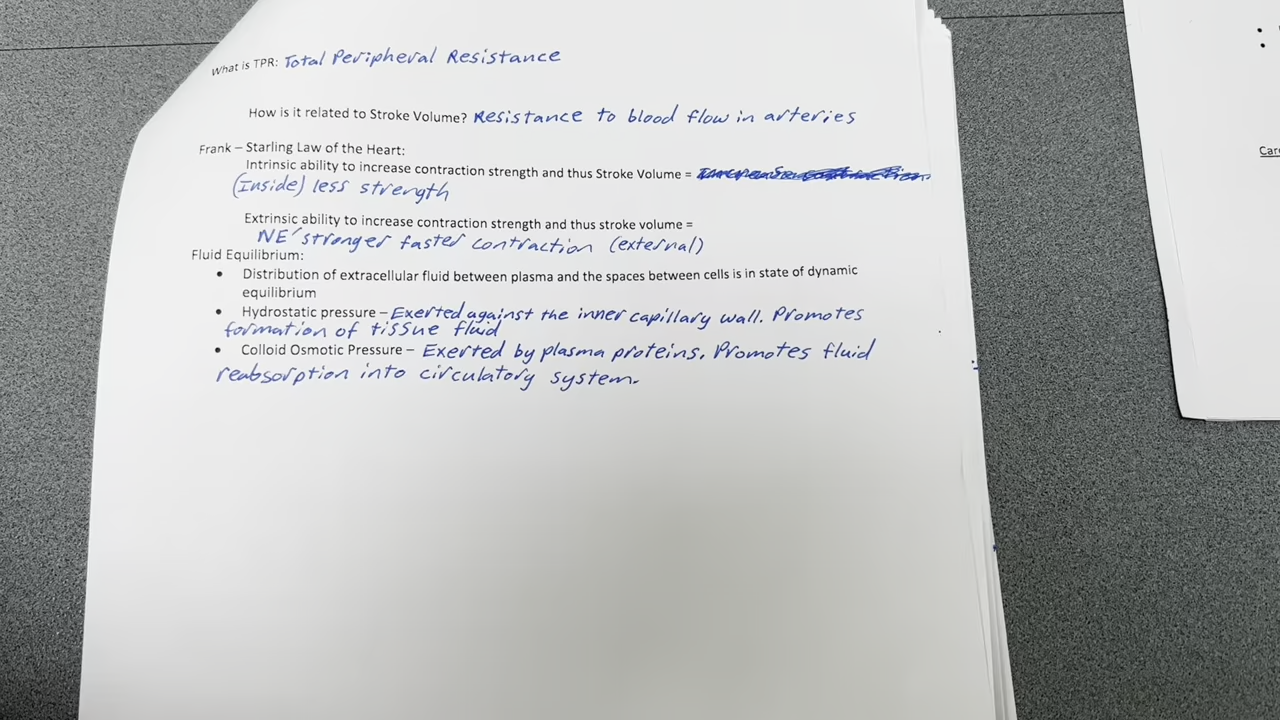 What is TPR: Total Peripheral Resistance
How is it related to Stroke Volume? Resistance to blood flow in arteries
Frank – Starling Law of the Heart:
Intrinsic ability to increase contraction strength and thus Stroke Volume =
(Inside) less strength
Extrinsic ability to increase contraction strength and thus stroke volume =
NE' stronger faster contraction (external)
Fluid Equilibrium:
• Distribution of extracellular fluid between plasma and the spaces between cells is in state of dynamic
equilibrium
• Hydrostatic pressure – Exerted against the inner capillary wall. Promotes
formation of tissue fluid
• Colloid Osmotic Pressure – Exerted by plasma proteins. Promotes fluid
reabsorption into circulatory system.